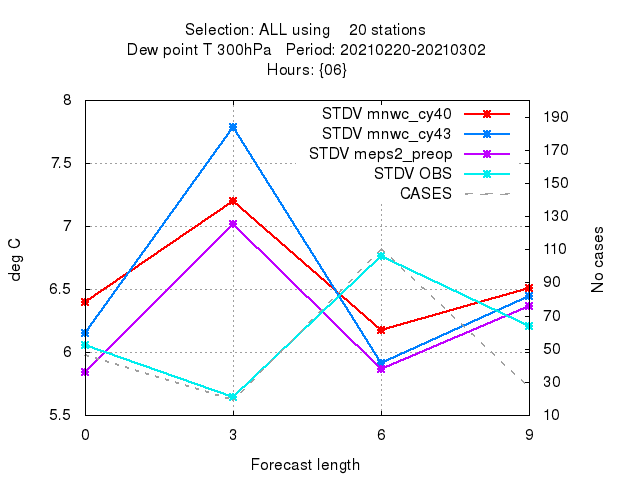 Selection: ALL using    20 stations
Dew point T 300hPa   Period: 20210220-20210302
Hours: {06}
STDV mnwc_cy40
STDV mnwc_cy43
STDV meps2_preop
STDV OBS
CASES
8
7.5
7
6.5
6
5.5
deg C
190
170
150
130
110
90
70
50
30
10
No cases
0 3 6 9
Forecast length